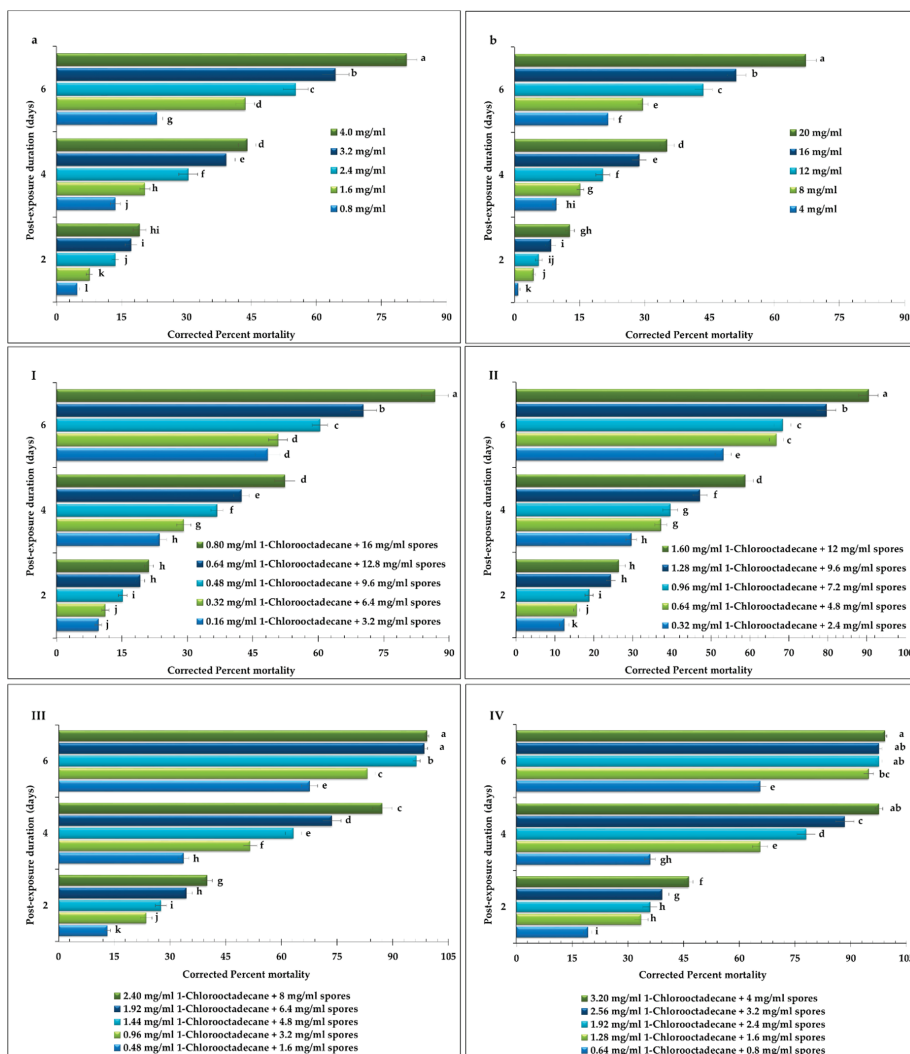 a
a
b
6
c
d
g
Post-exposure duration (days)
4.0 mg/ml
3.2 mg/ml
2.4 mg/ml
1.6 mg/ml
0.8 mg/ml
d
e
4
f
h
j
hi
i
2
j
k
l
0 15 30 45 60 75 90
Corrected Percent mortality
b
a
b
6
c
e
f
Post-exposure duration (days)
20 mg/ml
16 mg/ml
12 mg/ml
8 mg/ml
4 mg/ml
d
e
4
f
g
hi
gh
i
2
ij
j
k
0 15 30 45 60 75 90
Corrected Percent mortality
I
a
b
6
c
d
d
Post-exposure duration (days)
d
e
4
f
g
h
0.80 mg/ml 1-Chlorooctadecane + 16 mg/ml spores
0.64 mg/ml 1-Chlorooctadecane + 12.8 mg/ml spores
0.48 mg/ml 1-Chlorooctadecane + 9.6 mg/ml spores
0.32 mg/ml 1-Chlorooctadecane + 6.4 mg/ml spores
0.16 mg/ml 1-Chlorooctadecane + 3.2 mg/ml spores
h
h
2
i
j
j
0 15 30 45 60 75 90
Corrected Percent mortality
II
a
b
6
c
c
e
Post-exposure duration (days)
d
f
4
g
g
h
1.60 mg/ml 1-Chlorooctadecane + 12 mg/ml spores
1.28 mg/ml 1-Chlorooctadecane + 9.6 mg/ml spores
0.96 mg/ml 1-Chlorooctadecane + 7.2 mg/ml spores
0.64 mg/ml 1-Chlorooctadecane + 4.8 mg/ml spores
0.32 mg/ml 1-Chlorooctadecane + 2.4 mg/ml spores
h
h
2
i
j
k
0 10 20 30 40 50 60 70 80 90 100
Corrected Percent mortality
III
a
a
6
b
c
e
Post-exposure duration (days)
c
d
4
e
f
h
g
h
2
i
j
k
0 15 30 45 60 75 90 105
Corrected Percent mortality
2.40 mg/ml 1-Chlorooctadecane + 8 mg/ml spores
1.92 mg/ml 1-Chlorooctadecane + 6.4 mg/ml spores
1.44 mg/ml 1-Chlorooctadecane + 4.8 mg/ml spores
0.96 mg/ml 1-Chlorooctadecane + 3.2 mg/ml spores
0.48 mg/ml 1-Chlorooctadecane + 1.6 mg/ml spores
IV
a
ab
6
ab
bc
e
Post-exposure duration (days)
ab
c
4
d
e
gh
f
g
2
h
h
i
0 15 30 45 60 75 90 105
Corrected Percent mortality
3.20 mg/ml 1-Chlorooctadecane + 4 mg/ml spores
2.56 mg/ml 1-Chlorooctadecane + 3.2 mg/ml spores
1.92 mg/ml 1-Chlorooctadecane + 2.4 mg/ml spores
1.28 mg/ml 1-Chlorooctadecane + 1.6 mg/ml spores
0.64 mg/ml 1-Chlorooctadecane + 0.8 mg/ml spores